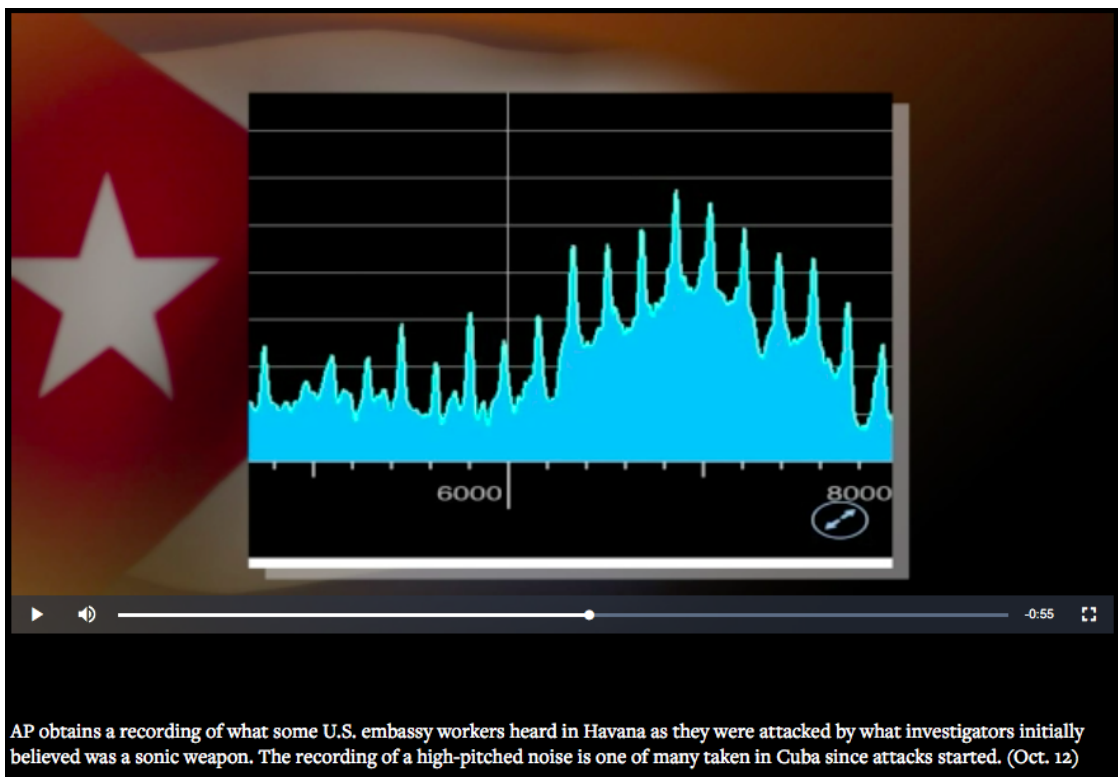 6000
8000
-0:55
AP obtains a recording of what some U.S. embassy workers heard in Havana as they were attacked by what investigators initially
believed was a sonic weapon. The recording of a high-pitched noise is one of many taken in Cuba since attacks started. (Oct. 12)